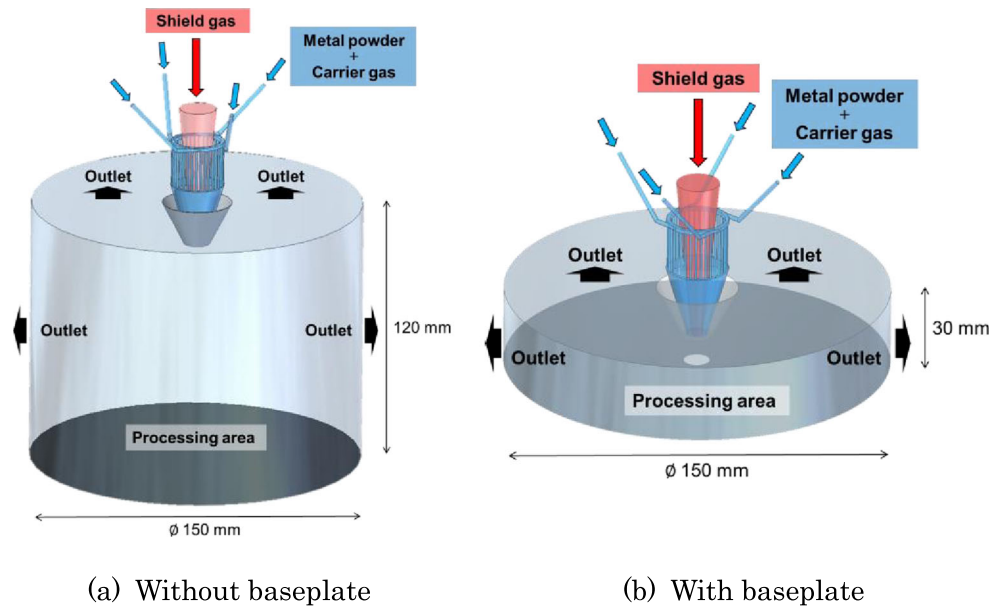 Shield gas
Metal powder
+
Carrier gas
Outlet
Outlet
Outlet
Outlet
120 mm
Processing area
ϕ 150 mm
(a) Without baseplate
Shield gas
Metal powder
+
Carrier gas
Outlet
Outlet
30 mm
Outlet
Outlet
Processing area
ϕ 150 mm
(b) With baseplate